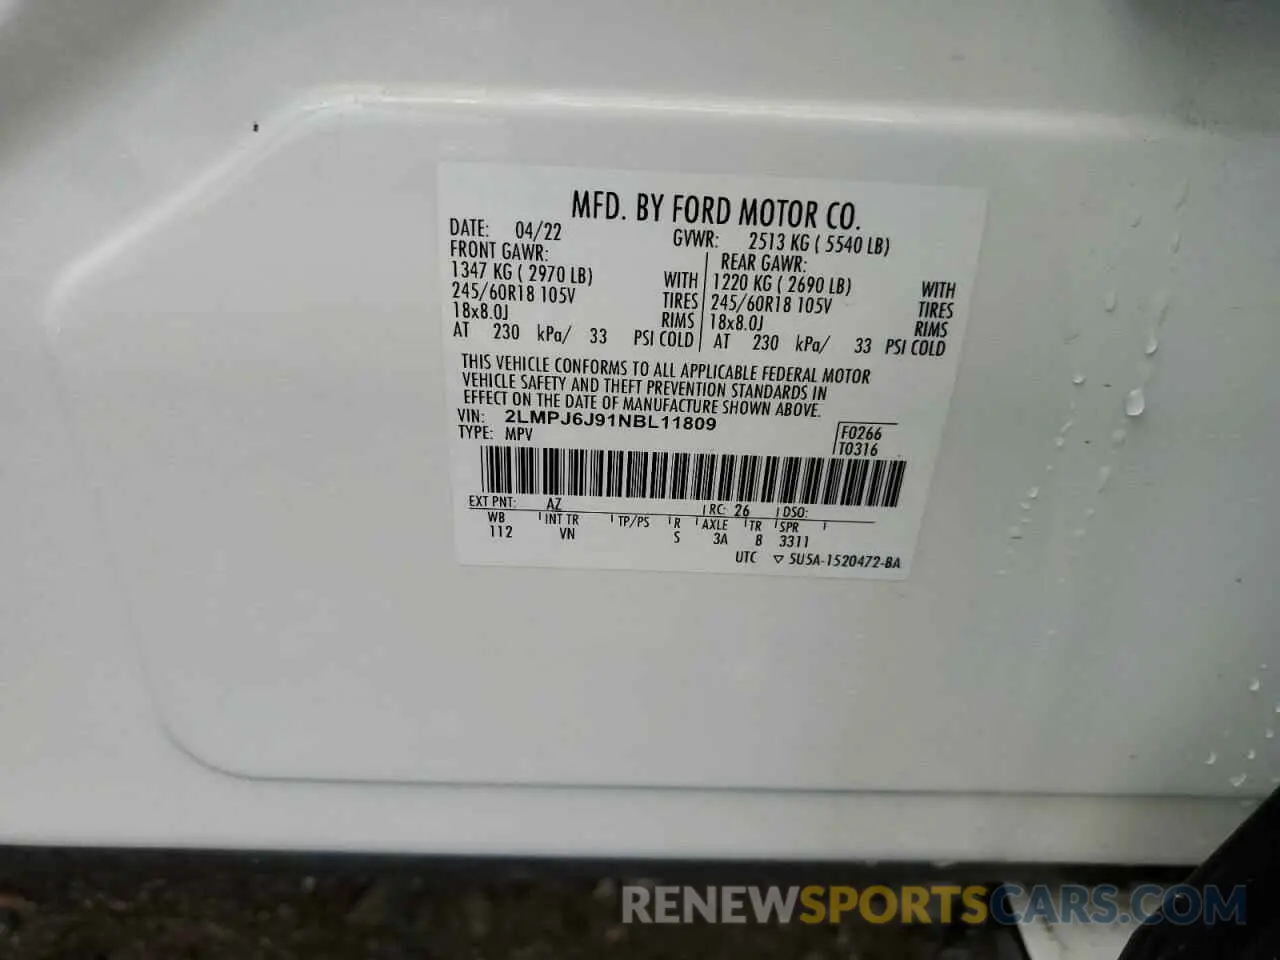 MFD. BY FORD MOTOR CO.
DATE: 04/22 GVWR: 2513 KG ( 5540 LB)
FRONT GAWR: REAR GAWR:
1347 KG ( 2970 LB) WITH 1220 KG ( 2690 LB) WITH
245/60R18 105V TIRES 245/60R18 105V TIRES
18x8.0J RIMS 18x8.0J RIMS
AT 230 kPa/ 33 PSI COLD AT 230 kPa/ 33 PSI COLD
THIS VEHICLE CONFORMS TO ALL APPLICABLE FEDERAL MOTOR
VEHICLE SAFETY AND THEFT PREVENTION STANDARDS IN
EFFECT ON THE DATE OF MANUFACTURE SHOWN ABOVE.
VIN: 2LMPJ6J91NBL11809 F0266
TYPE: MPV T0316
EXT PNT: AZ RC: 26 DSO:
WB INT TR TP/PS R AXLE TR SPR
112 VN S 3A 8 3311
UTC ▽ 5U5A-1520472-BA
RENEWSPORTSCARS.COM